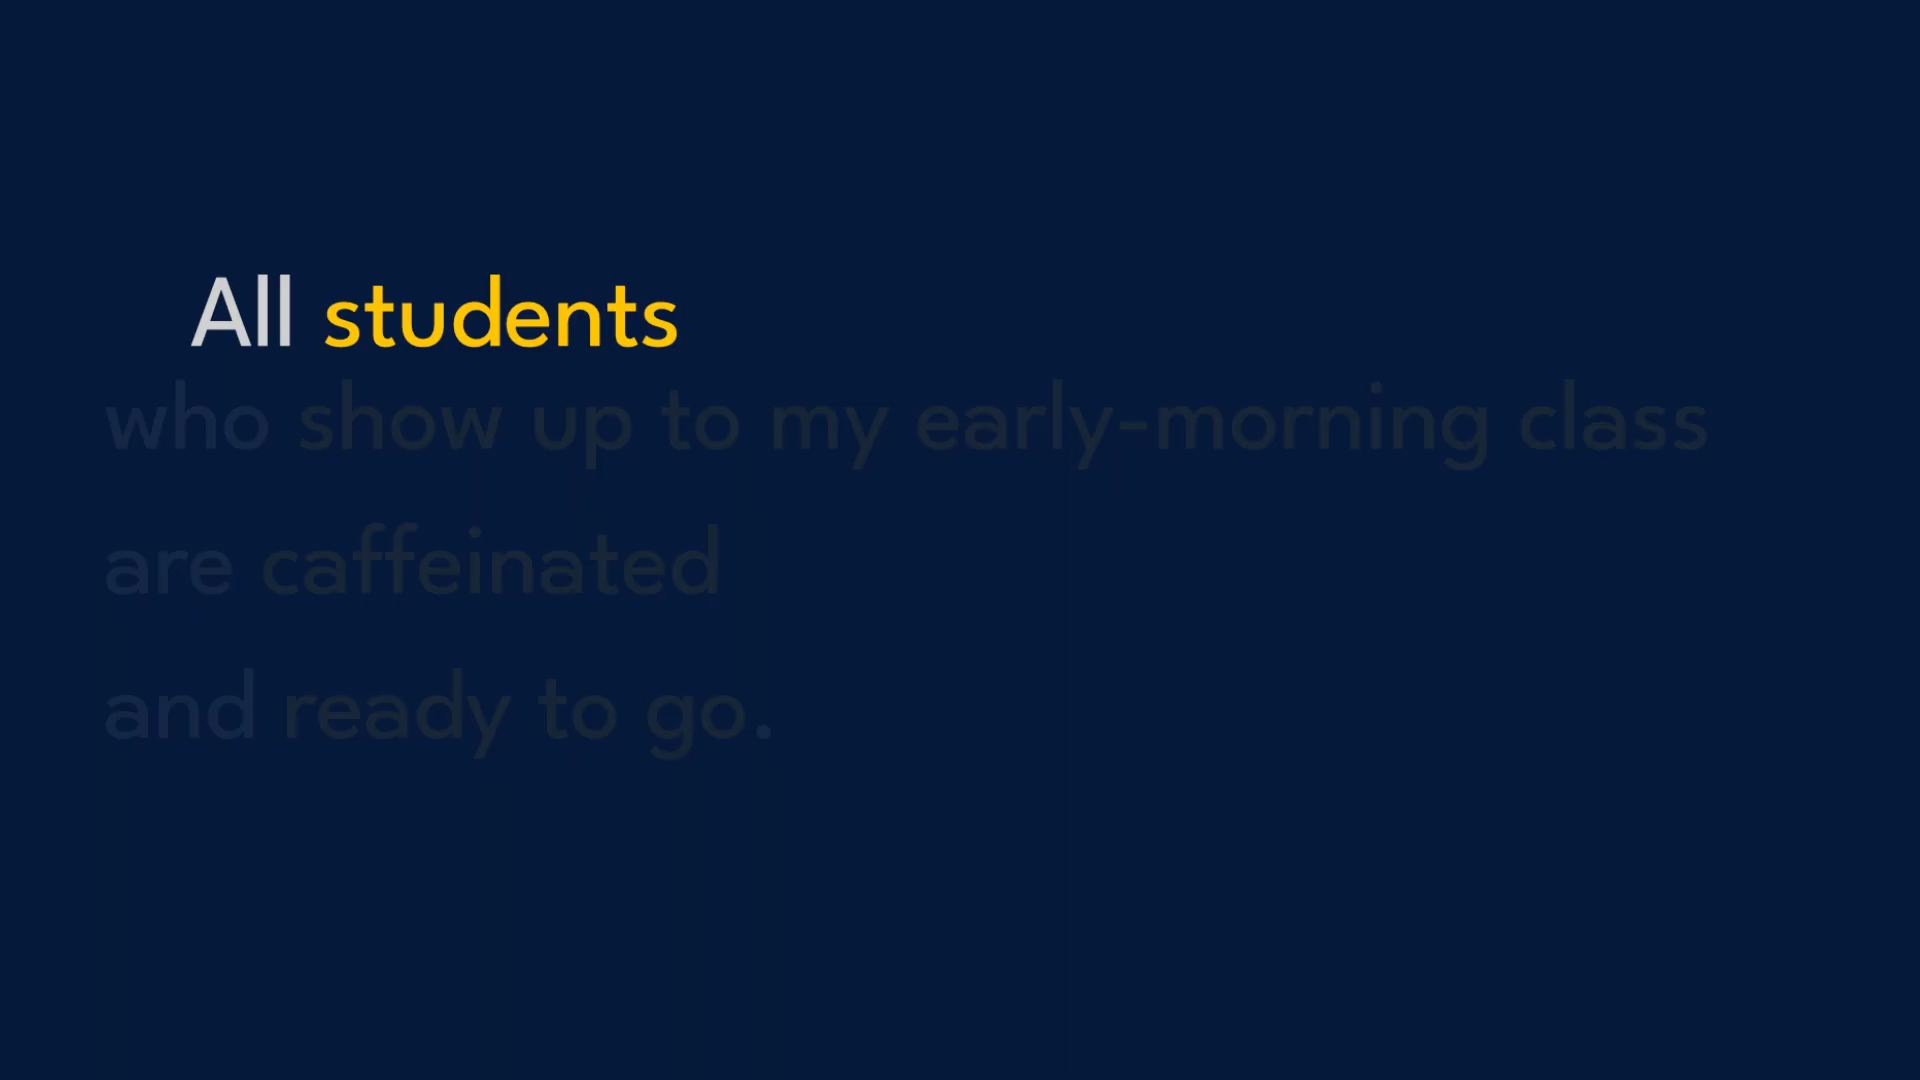 All students
who show up to my early-morning class
are caffeinated
and ready to go.